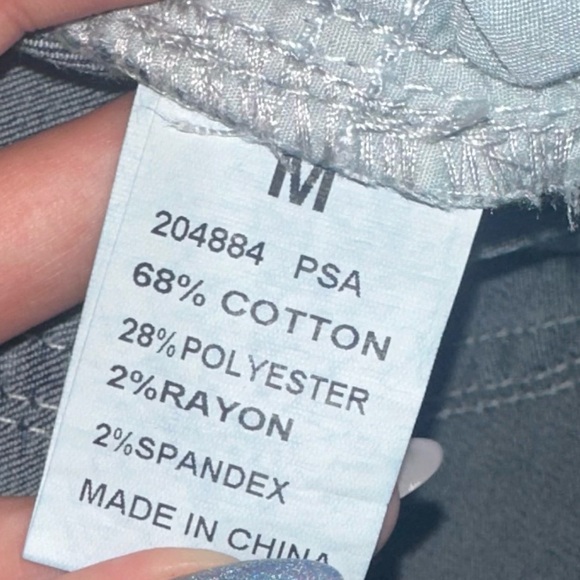 M
204884 PSA
68% COTTON
28%POLYESTER
2%RAYON
2%SPANDEX
MADE IN CHINA